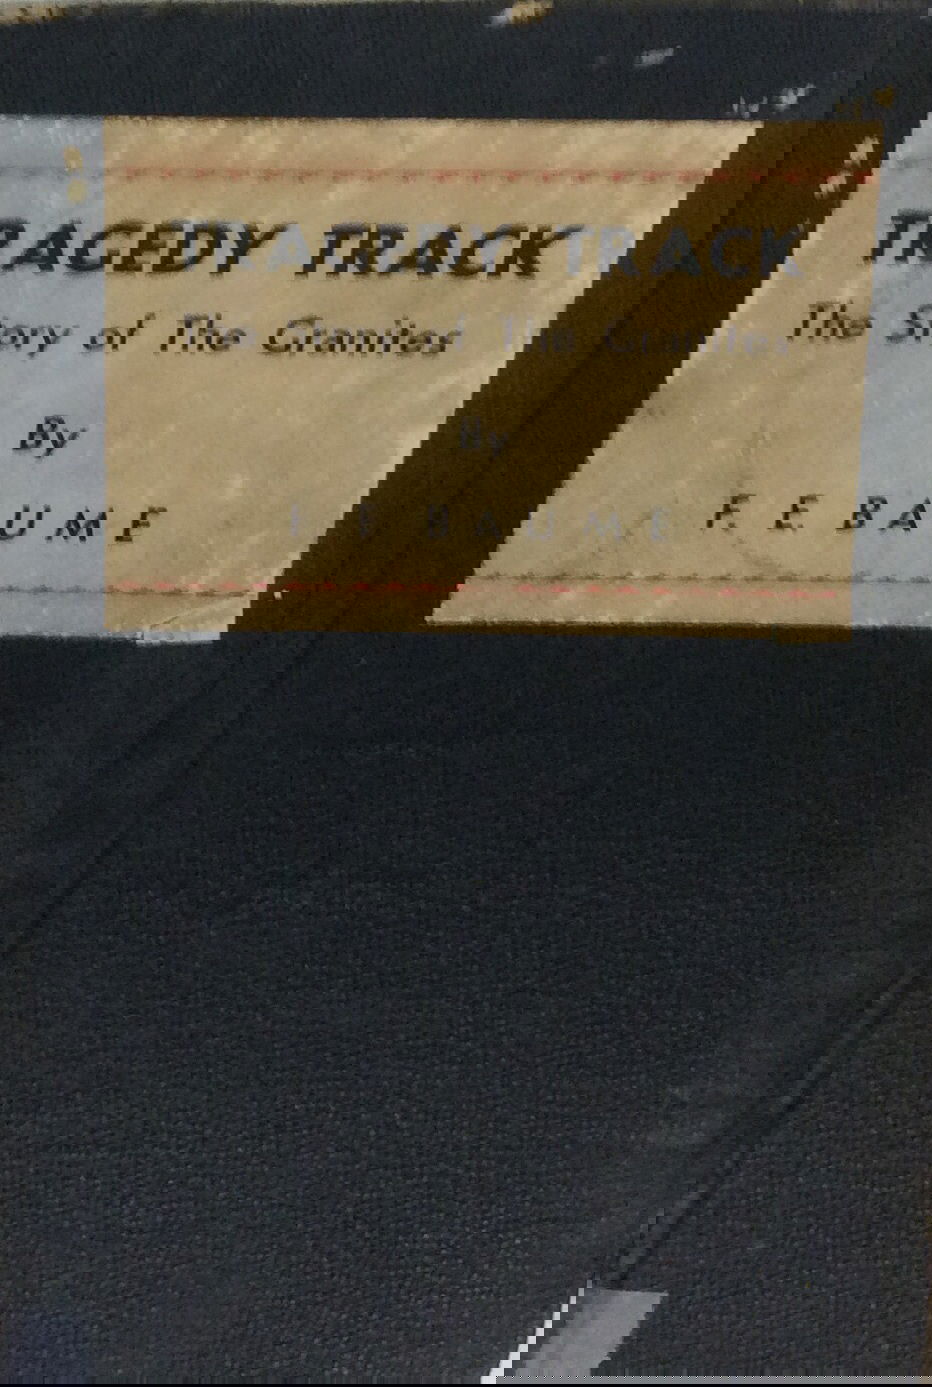 TRAGEDY TRACK
The Story of The Granites
By
F. E. BAUME